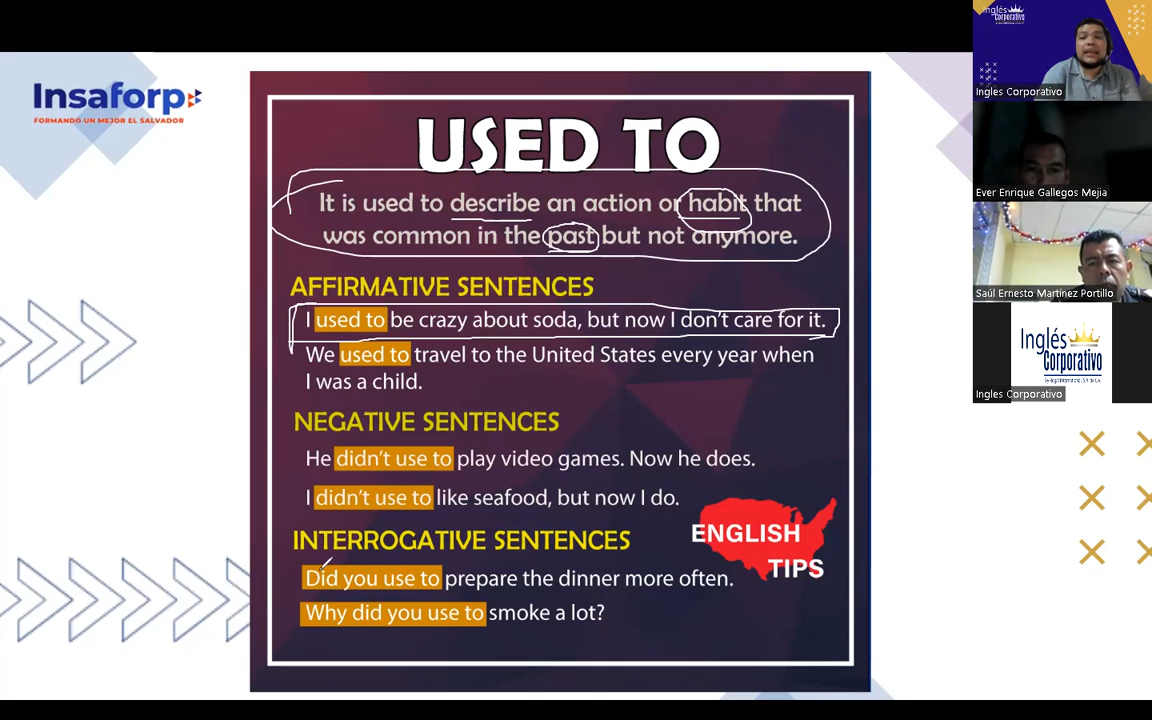 Insaforp
FORMANDO UN MEJOR EL SALVADOR
USED TO
It is used to describe an action or habit that
was common in the past but not anymore.
AFFIRMATIVE SENTENCES
I used to be crazy about soda, but now I don't care for it.
We used to travel to the United States every year when
I was a child.
NEGATIVE SENTENCES
He didn't use to play video games. Now he does.
I didn't use to like seafood, but now I do.
INTERROGATIVE SENTENCES
Did you use to prepare the dinner more often.
Why did you use to smoke a lot?
ENGLISH
TIPS
Inglés
Corporativo
Ingles Corporativo
Ever Enrique Gallegos Mejia
Saúl Ernesto Martínez Portillo
Inglés
Corporativo
Ingles Corporativo